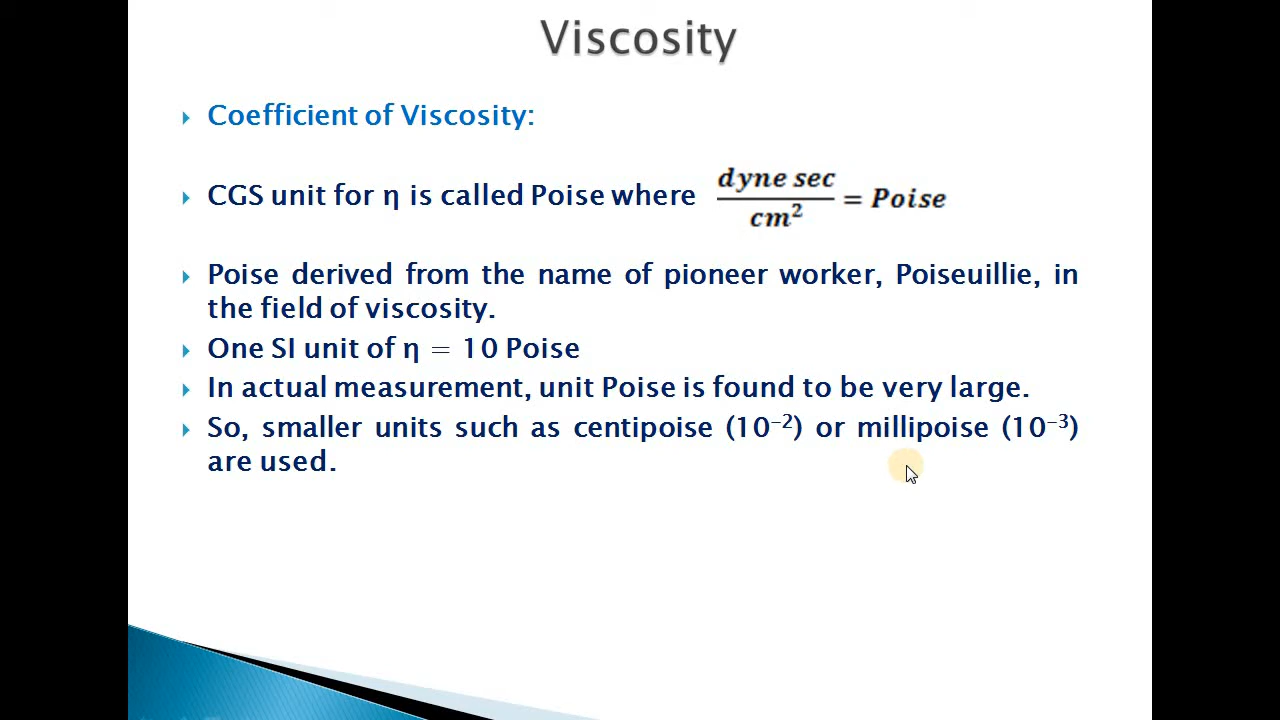 Viscosity
Coefficient of Viscosity:
CGS unit for η is called Poise where dyne sec / cm² = Poise
Poise derived from the name of pioneer worker, Poiseuillie, in
the field of viscosity.
One SI unit of η = 10 Poise
In actual measurement, unit Poise is found to be very large.
So, smaller units such as centipoise (10⁻²) or millipoise (10⁻³)
are used.